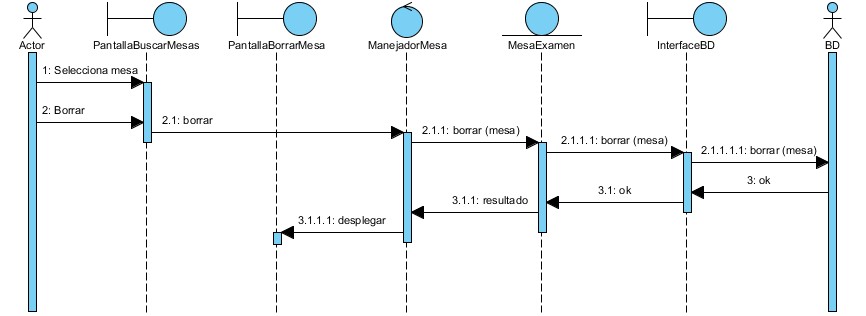 Actor
PantallaBuscarMesas
PantallaBorrarMesa
ManejadorMesa
MesaExamen
InterfaceBD
BD
1: Selecciona mesa
2: Borrar
2.1: borrar
2.1.1: borrar (mesa)
2.1.1.1: borrar (mesa)
2.1.1.1.1: borrar (mesa)
3: ok
3.1: ok
3.1.1: resultado
3.1.1.1: desplegar